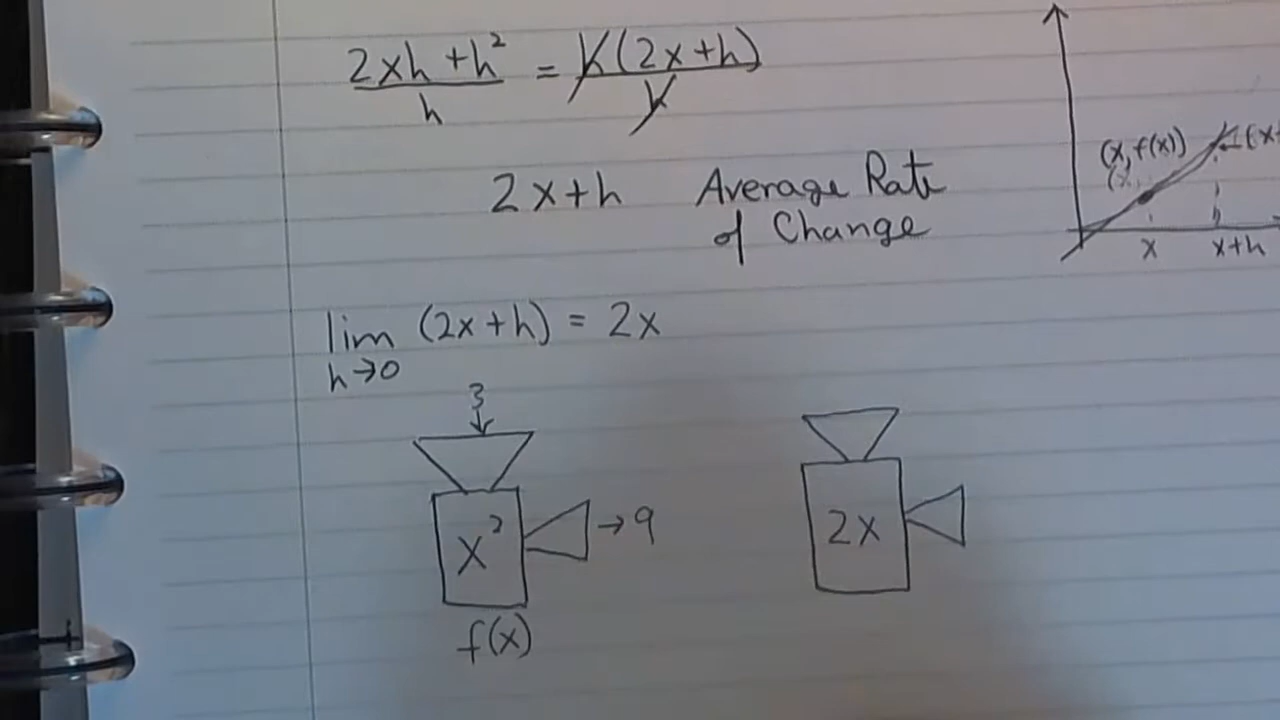 2xh + h² / h = h(2x+h) / h
2x+h Average Rate
of Change
lim (2x+h) = 2x
h→0
(x, f(x))
(x
x x+h
3
x² → 9
f(x)
2x